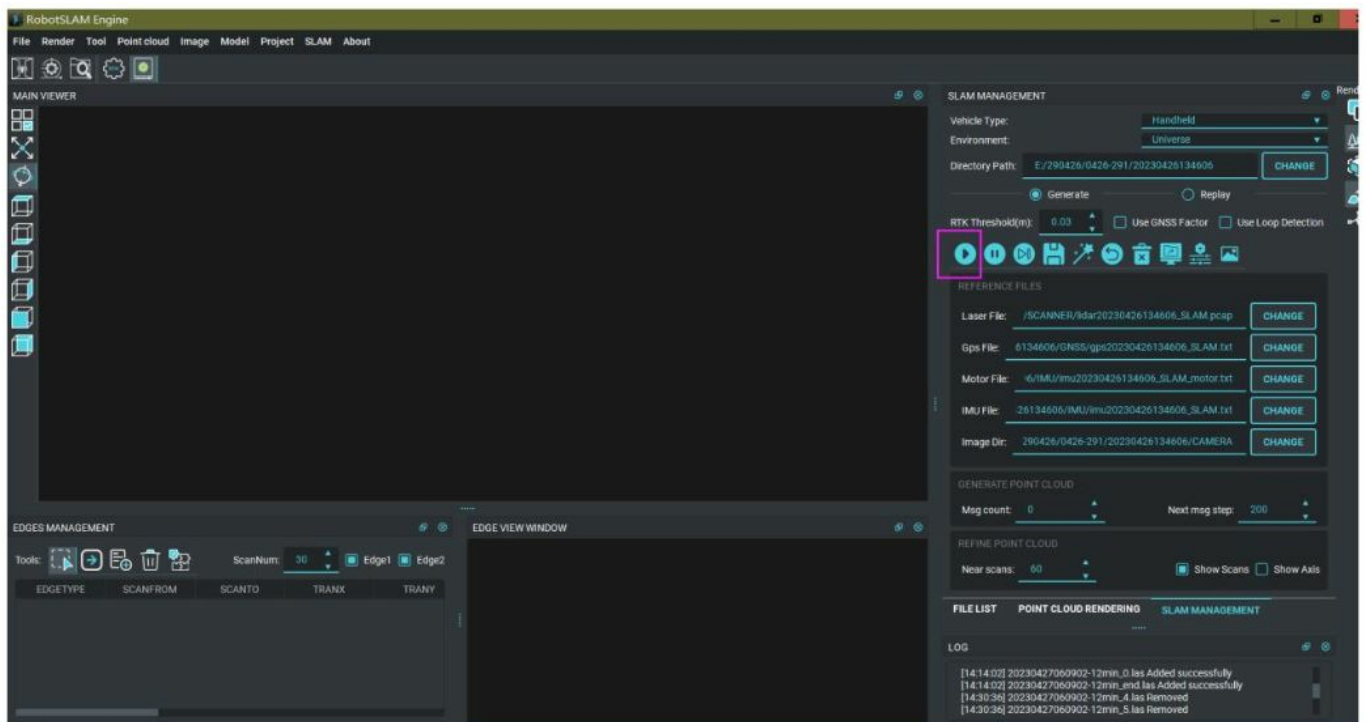 RobotSLAM Engine
File Render Tool Point cloud Image Model Project SLAM About
MAIN VIEWER
SLAM MANAGEMENT
Rend
Vehicle Type: Handheld
Environment: Universe
Directory Path: E:/290426/0426-291/20230426134606 CHANGE
Generate Replay
RTK Threshold(m): 0.03 Use GNSS Factor Use Loop Detection
REFERENCE FILES
Laser File: /SCANNER/lidar20230426134606_SLAM.pcap CHANGE
Gps File: 6134606/GNSS/gps20230426134606_SLAM.txt CHANGE
Motor File: 6/IMU/imu20230426134606_SLAM_motor.txt CHANGE
IMU File: 26134606/IMU/imu20230426134606_SLAM.txt CHANGE
Image Dir: 290426/0426-291/20230426134606/CAMERA CHANGE
GENERATE POINT CLOUD
Msg count: 0 Next msg step: 200
REFINE POINT CLOUD
Near scans: 60 Show Scans Show Axis
FILE LIST POINT CLOUD RENDERING SLAM MANAGEMENT
EDGES MANAGEMENT
Tools: ScanNum: 30 Edge1 Edge2
EDGETYPE SCANFROM SCANTO TRANX TRANY
EDGE VIEW WINDOW
LOG
[14:14:02] 20230427060902-12min_0.las Added successfully
[14:14:02] 20230427060902-12min_end.las Added successfully
[14:30:36] 20230427060902-12min_4.las Removed
[14:30:36] 20230427060902-12min_5.las Removed